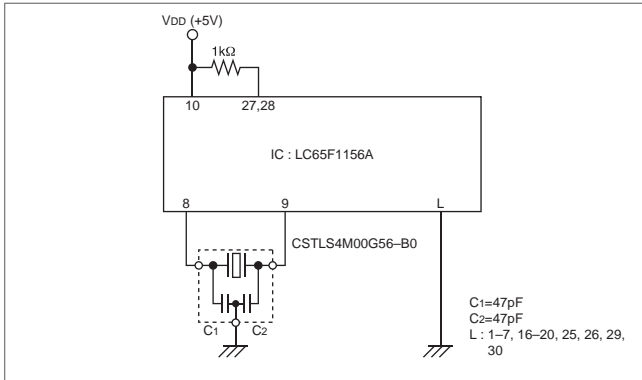 VDD (+5V)
1kΩ
10 27,28
IC : LC65F1156A
8 9 L
CSTLS4M00G56–B0
C1 C2
C1=47pF
C2=47pF
L : 1–7, 16–20, 25, 26, 29,
30